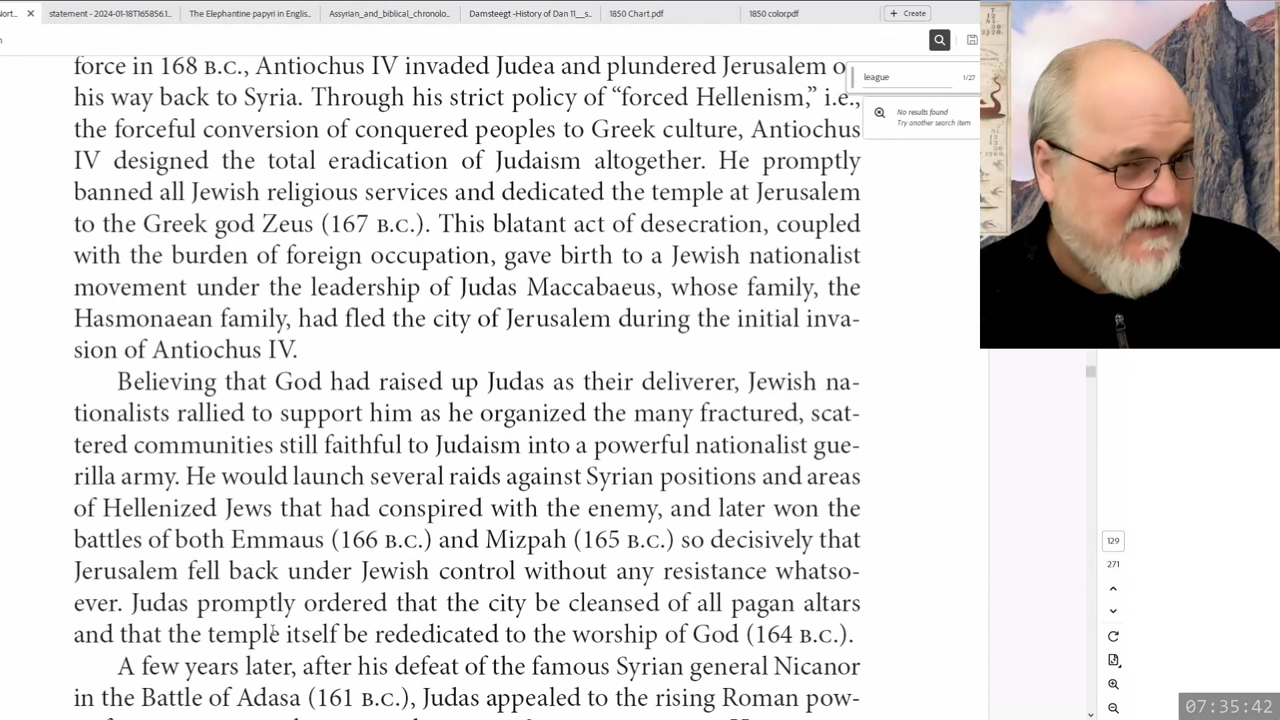 Nort...
statement - 2024-01-18T165856.1...
The Elephantine papyri in Englis...
Assyrian_and_biblical_chronolo...
Damsteegt -History of Dan 11__s...
1850 Chart.pdf
1850 color.pdf
+ Create
league
1/27
No results found
Try another search item
force in 168 B.C., Antiochus IV invaded Judea and plundered Jerusalem o
his way back to Syria. Through his strict policy of “forced Hellenism,” i.e.,
the forceful conversion of conquered peoples to Greek culture, Antiochus
IV designed the total eradication of Judaism altogether. He promptly
banned all Jewish religious services and dedicated the temple at Jerusalem
to the Greek god Zeus (167 B.C.). This blatant act of desecration, coupled
with the burden of foreign occupation, gave birth to a Jewish nationalist
movement under the leadership of Judas Maccabaeus, whose family, the
Hasmonaean family, had fled the city of Jerusalem during the initial inva-
sion of Antiochus IV.
Believing that God had raised up Judas as their deliverer, Jewish na-
tionalists rallied to support him as he organized the many fractured, scat-
tered communities still faithful to Judaism into a powerful nationalist gue-
rilla army. He would launch several raids against Syrian positions and areas
of Hellenized Jews that had conspired with the enemy, and later won the
battles of both Emmaus (166 B.C.) and Mizpah (165 B.C.) so decisively that
Jerusalem fell back under Jewish control without any resistance whatso-
ever. Judas promptly ordered that the city be cleansed of all pagan altars
and that the temple itself be rededicated to the worship of God (164 B.C.).
A few years later, after his defeat of the famous Syrian general Nicanor
in the Battle of Adasa (161 B.C.), Judas appealed to the rising Roman pow-
129
271
07:35:42